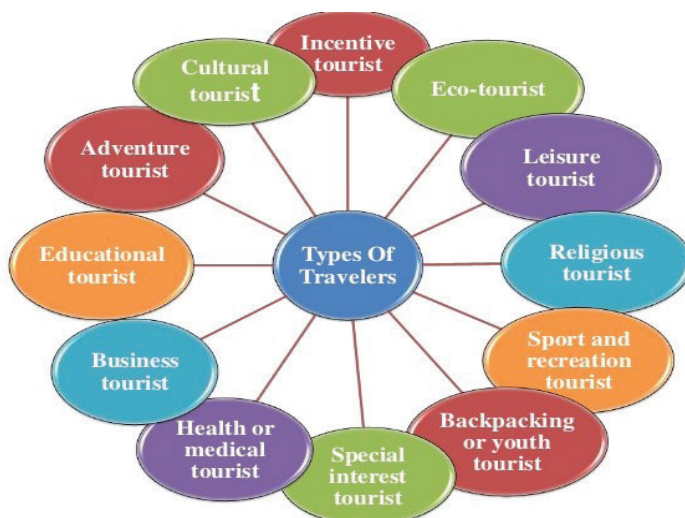 Incentive
tourist
Eco-tourist
Leisure
tourist
Religious
tourist
Sport and
recreation
tourist
Backpacking
or youth
tourist
Special
interest
tourist
Health or
medical
tourist
Business
tourist
Educational
tourist
Adventure
tourist
Cultural
tourist
Types Of
Travelers